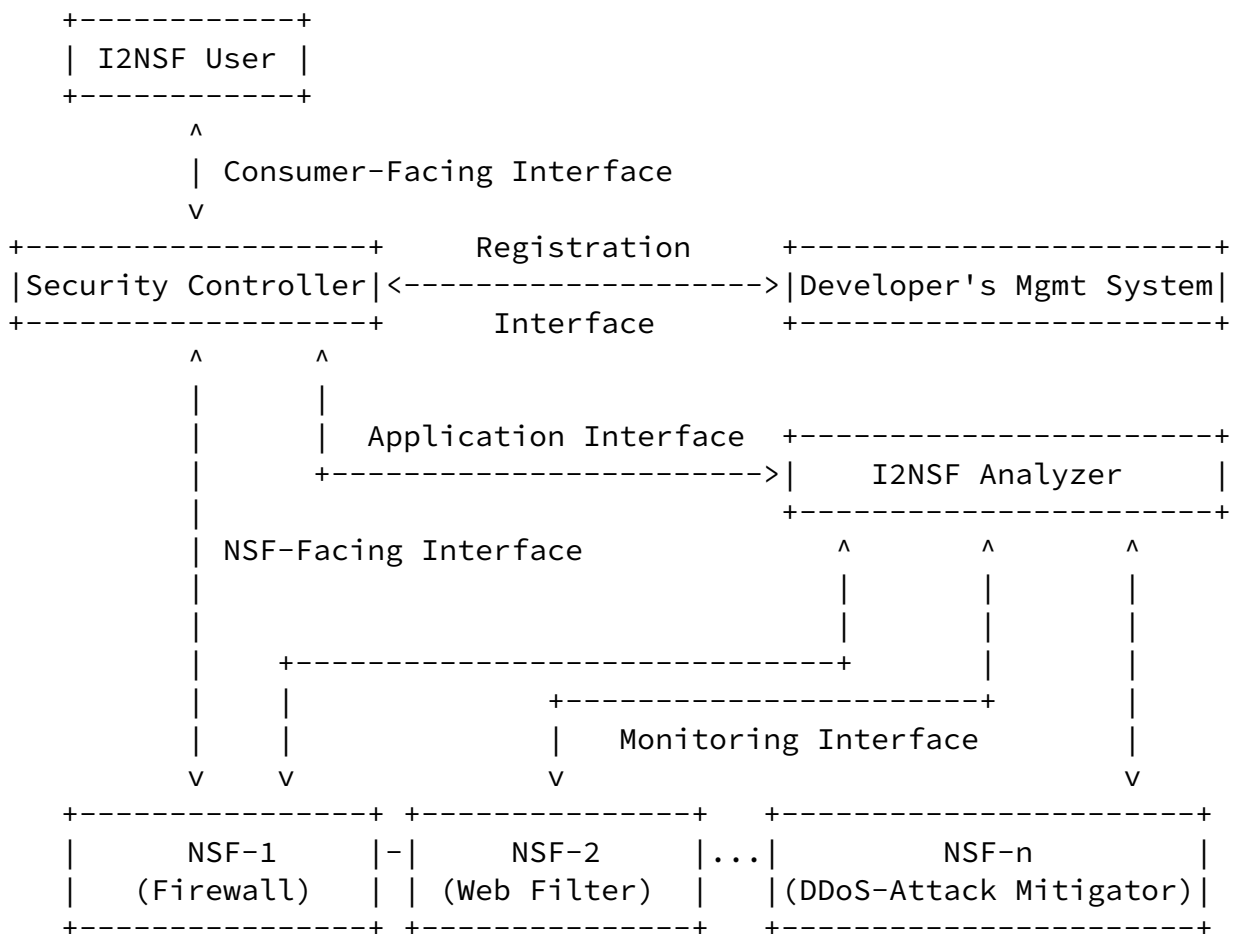 I2NSF User
Consumer-Facing Interface
Registration
Security Controller Developer's Mgmt System
Interface
Application Interface
I2NSF Analyzer
NSF-Facing Interface
Monitoring Interface
NSF-1 NSF-2 ... NSF-n
(Firewall) (Web Filter) (DDoS-Attack Mitigator)